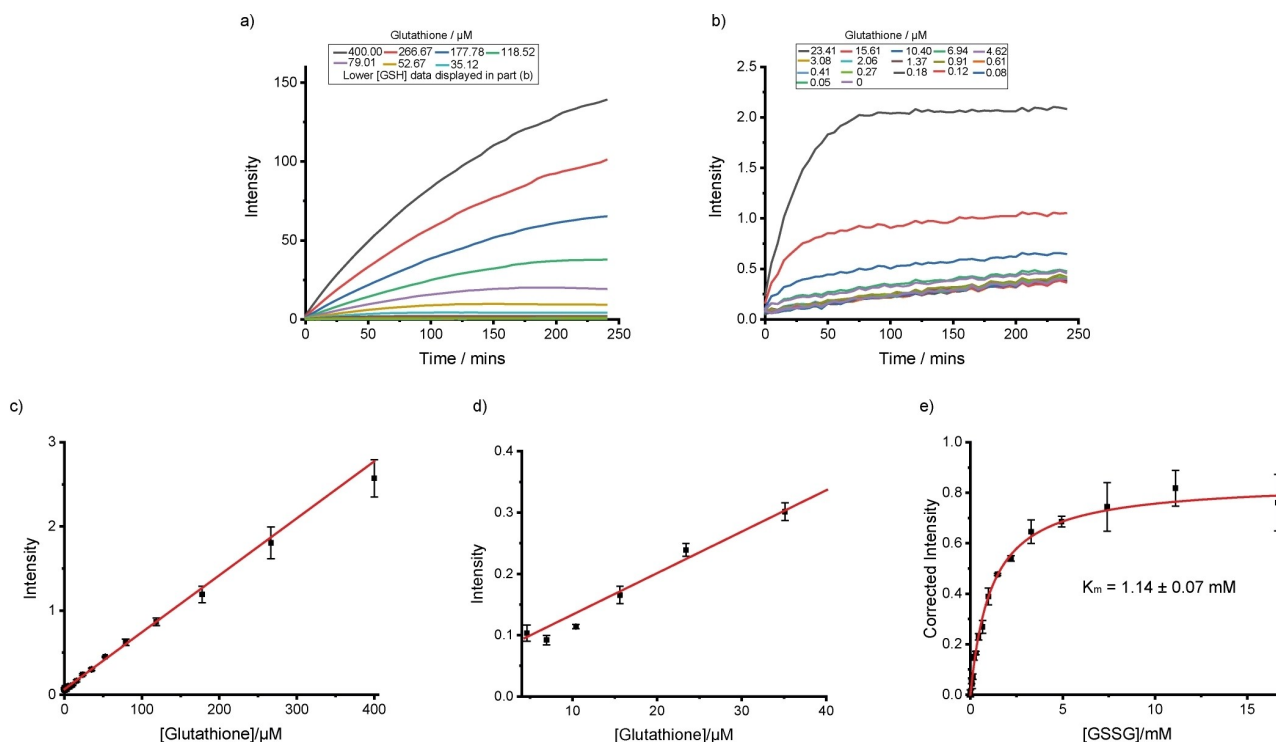 a)
Glutathione / µM
400.00 266.67 177.78 118.52
79.01 52.67 35.12
Lower [GSH] data displayed in part (b)
150
100
50
0
Intensity
0 50 100 150 200 250
Time / mins
b)
Glutathione / µM
23.41 15.61 10.40 6.94 4.62
3.08 2.06 1.37 0.91 0.61
0.41 0.27 0.18 0.12 0.08
0.05 0
2.5
2.0
1.5
1.0
0.5
0.0
Intensity
0 50 100 150 200 250
Time / mins
c)
3
2
1
0
Intensity
0 100 200 300 400
[Glutathione]/µM
d)
0.4
0.3
0.2
0.1
0.0
Intensity
10 20 30 40
[Glutathione]/µM
e)
1.0
0.8
0.6
0.4
0.2
0.0
Corrected Intensity
Km = 1.14 ± 0.07 mM
0 5 10 15
[GSSG]/mM